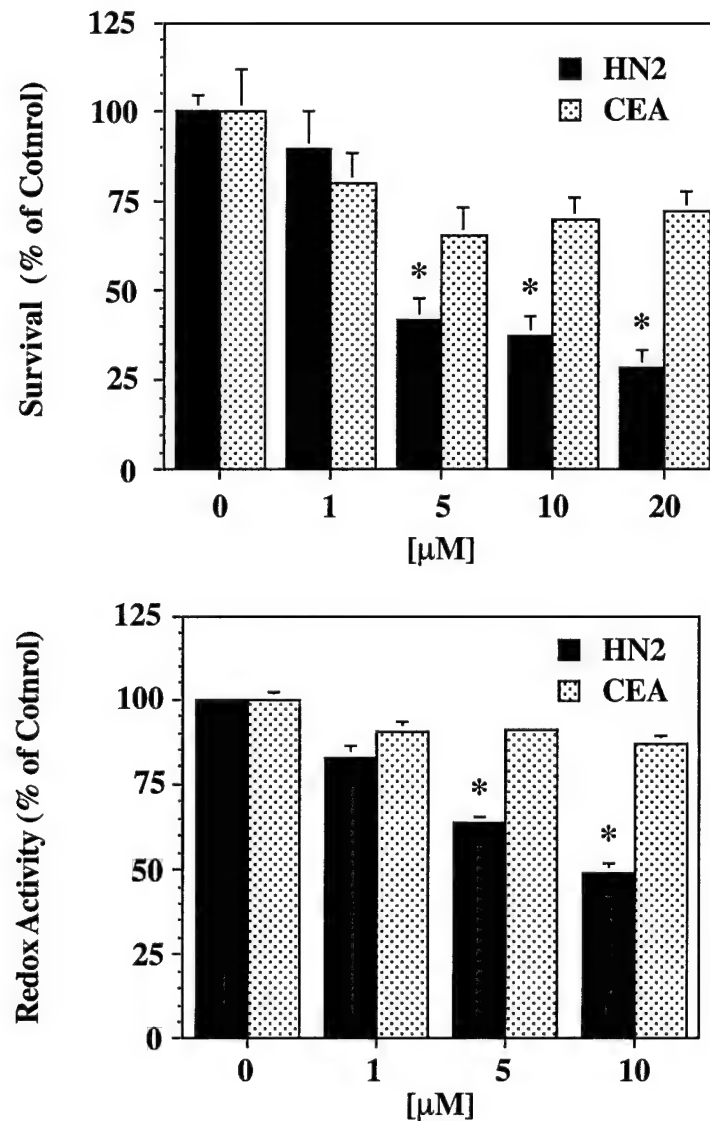 125
100
75
50
25
0
Survival (% of Cotnrol)
HN2
CEA
*
*
*
0 1 5 10 20
[μM]
125
100
75
50
25
0
Redox Activity (% of Cotnrol)
HN2
CEA
*
*
0 1 5 10
[μM]